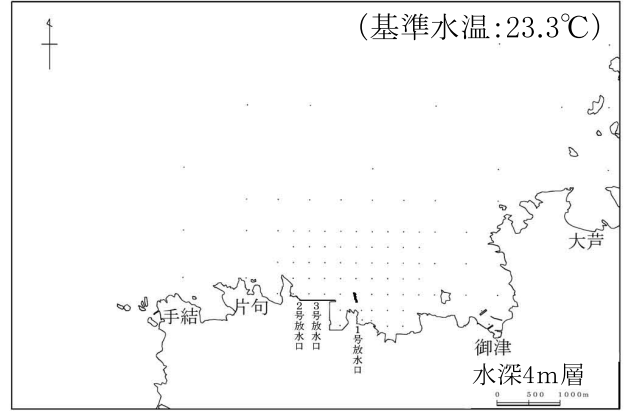 (基準水温:23.3℃)
大芦
手結
片句
2号放水口
3号放水口
1号放水口
御津
水深4m層
0 500 1000m